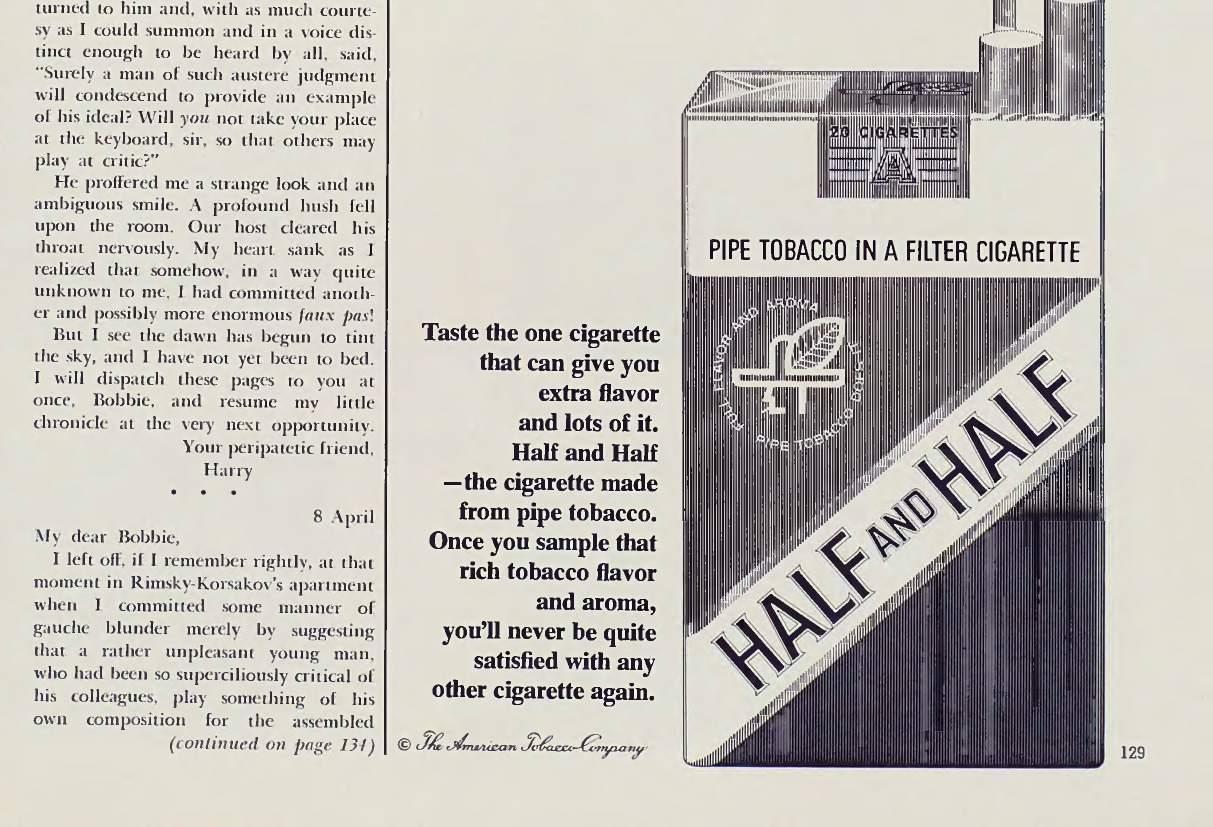 turned to him and, with as much courte-
sy as I could summon and in a voice dis-
tinct enough to be heard by all, said,
"Surely a man of such austere judgment
will condescend to provide an example
of his ideal? Will you not take your place
at the keyboard, sir, so that others may
play at critic?"
He proffered me a strange look and an
ambiguous smile. A profound hush fell
upon the room. Our host cleared his
throat nervously. My heart sank as I
realized that somehow, in a way quite
unknown to me, I had committed anoth-
er and possibly more enormous faux pas!
But I see the dawn has begun to tint
the sky, and I have not yet been to bed.
I will dispatch these pages to you at
once, Bobbie, and resume my little
chronicle at the very next opportunity.
Your peripatetic friend,
Harry
• • •
8 April
My dear Bobbie,
I left off, if I remember rightly, at that
moment in Rimsky-Korsakov's apartment
when I committed some manner of
gauche blunder merely by suggesting
that a rather unpleasant young man,
who had been so superciliously critical of
his colleagues, play something of his
own composition for the assembled
(continued on page 134)
Taste the one cigarette
that can give you
extra flavor
and lots of it.
Half and Half
—the cigarette made
from pipe tobacco.
Once you sample that
rich tobacco flavor
and aroma,
you'll never be quite
satisfied with any
other cigarette again.
© The American Tobacco Company
20 CIGARETTES
A
PIPE TOBACCO IN A FILTER CIGARETTE
FULL FLAVOR AND AROMA
PIPE TOBACCO DOES IT
HALF AND HALF
129